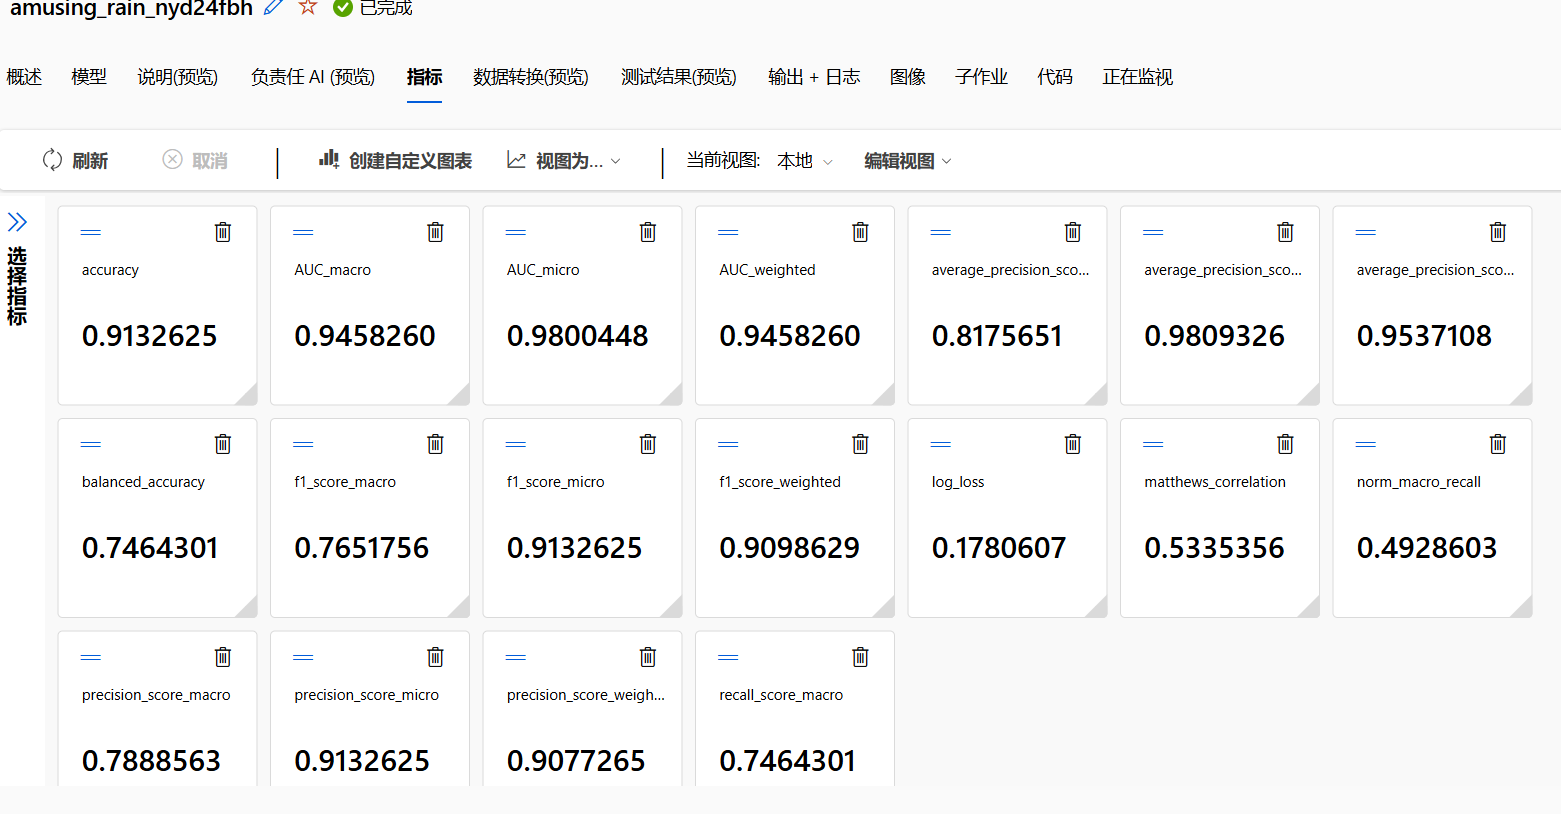 amusing_rain_nyd24fbh 已完成
概述 模型 说明(预览) 负责任 AI (预览) 指标 数据转换(预览) 测试结果(预览) 输出 + 日志 图像 子作业 代码 正在监视
刷新 取消 创建自定义图表 视图为... 当前视图: 本地 编辑视图
选择指标
accuracy AUC_macro AUC_micro AUC_weighted average_precision_sco... average_precision_sco... average_precision_sco...
0.9132625 0.9458260 0.9800448 0.9458260 0.8175651 0.9809326 0.9537108
balanced_accuracy f1_score_macro f1_score_micro f1_score_weighted log_loss matthews_correlation norm_macro_recall
0.7464301 0.7651756 0.9132625 0.9098629 0.1780607 0.5335356 0.4928603
precision_score_macro precision_score_micro precision_score_weigh... recall_score_macro
0.7888563 0.9132625 0.9077265 0.7464301